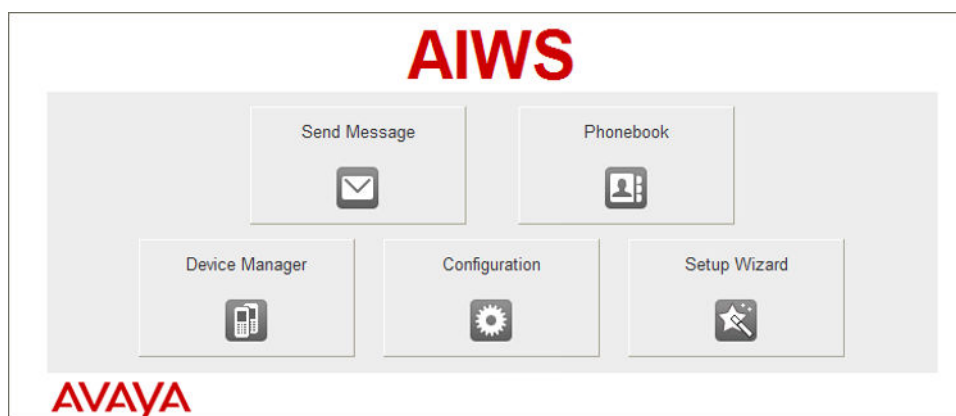 AIWS
Send Message
Phonebook
Device Manager
Configuration
Setup Wizard
AVAYA